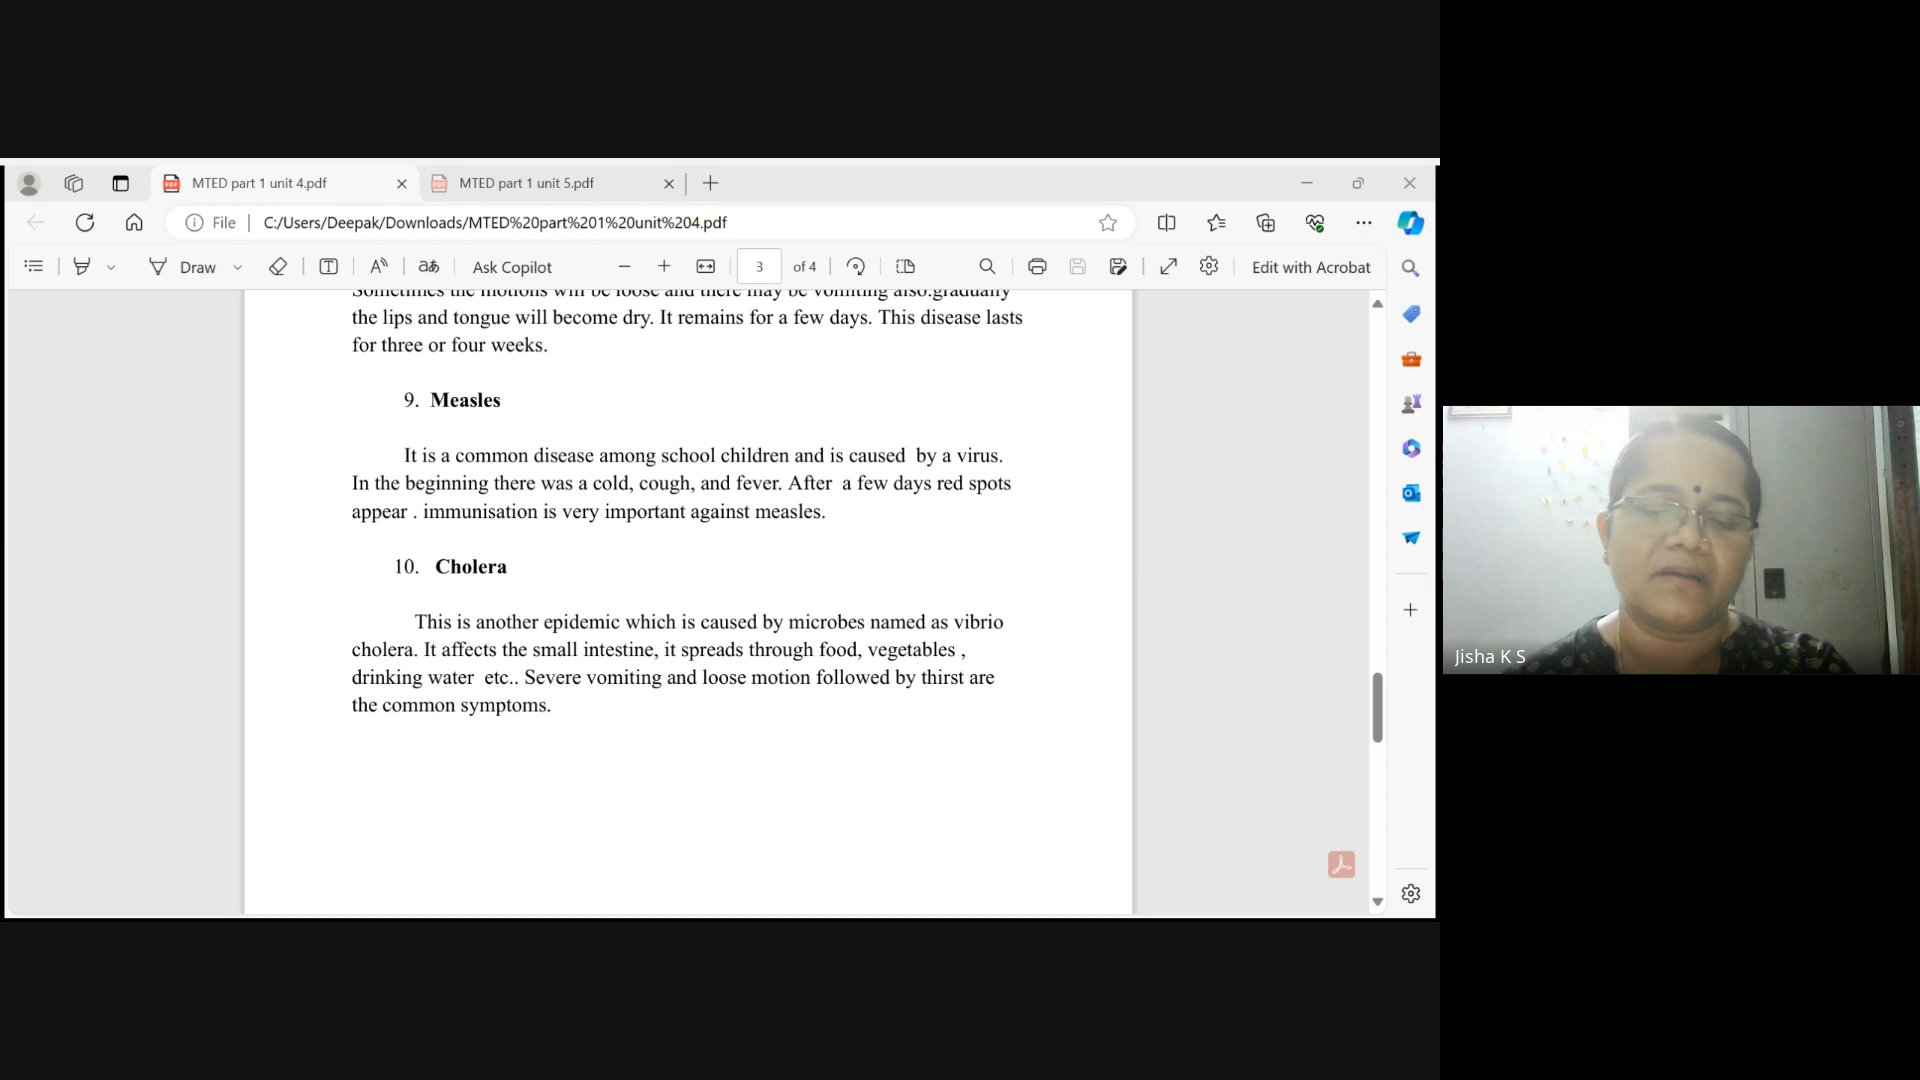 MTED part 1 unit 4.pdf
MTED part 1 unit 5.pdf
File
C:/Users/Deepak/Downloads/MTED%20part%201%20unit%204.pdf
Draw
Ask Copilot
3
of 4
Edit with Acrobat
Sometimes the motions will be loose and there may be vomiting also.gradually
the lips and tongue will become dry. It remains for a few days. This disease lasts
for three or four weeks.
9. Measles
It is a common disease among school children and is caused by a virus.
In the beginning there was a cold, cough, and fever. After a few days red spots
appear . immunisation is very important against measles.
10. Cholera
This is another epidemic which is caused by microbes named as vibrio
cholera. It affects the small intestine, it spreads through food, vegetables ,
drinking water etc.. Severe vomiting and loose motion followed by thirst are
the common symptoms.
Jisha K S